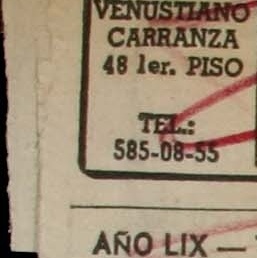 VENUSTIANO
CARRANZA
48 1er. PISO
TEL.:
585-08-55
AÑO LIX —